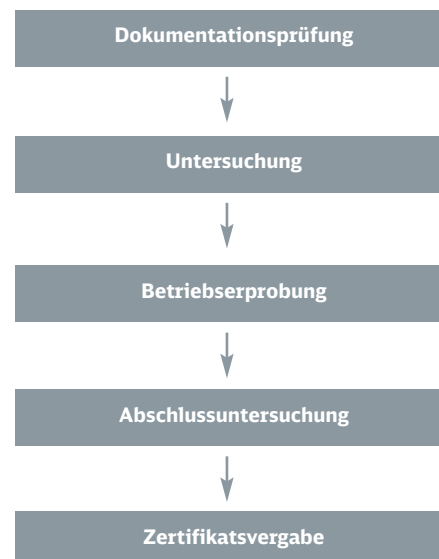 Dokumentationsprüfung
Untersuchung
Betriebserprobung
Abschlussuntersuchung
Zertifikatsvergabe